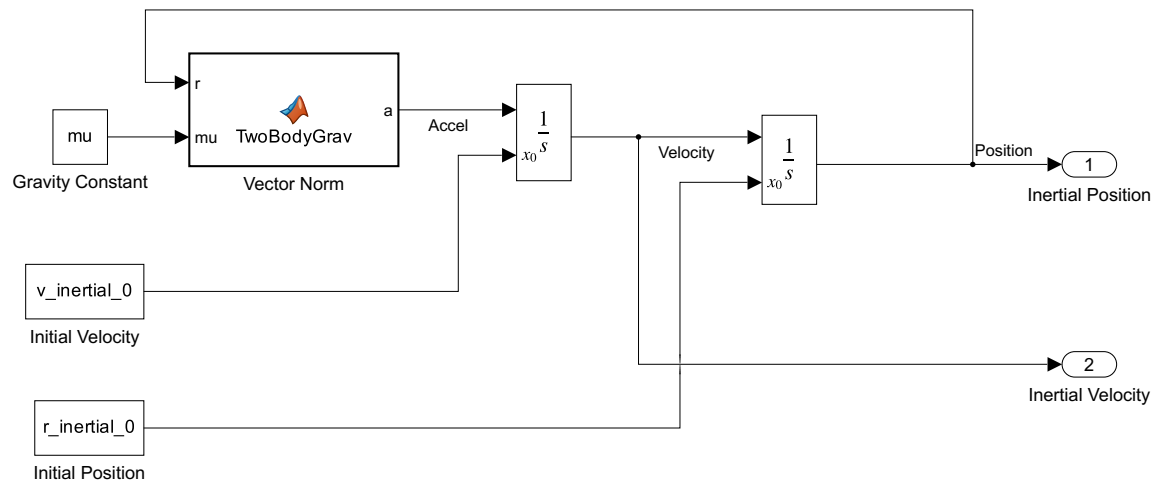 r
a
mu
mu
TwoBodyGrav
Gravity Constant
Vector Norm
Accel
1
s
x0
Velocity
1
s
x0
Position
1
Inertial Position
v_inertial_0
Initial Velocity
2
Inertial Velocity
r_inertial_0
Initial Position